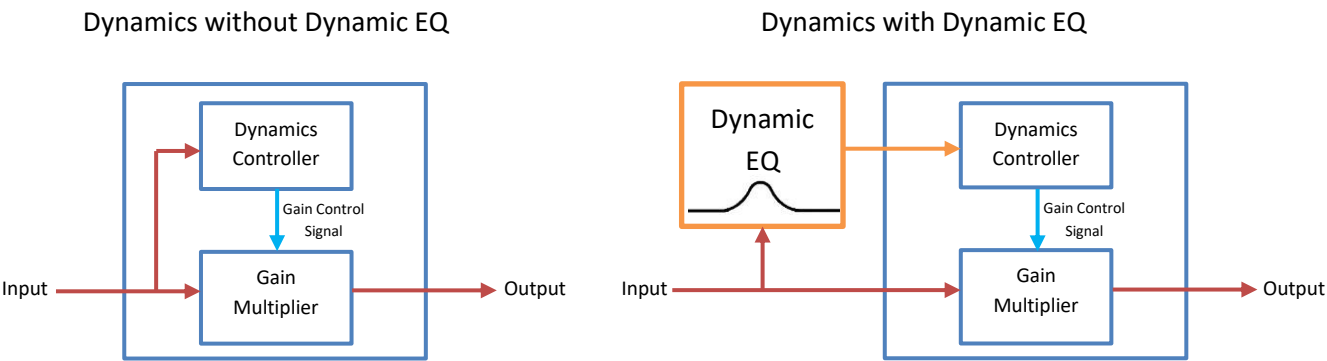 Dynamics without Dynamic EQ
Dynamics
Controller
Gain Control
Signal
Input
Gain
Multiplier
Output
Dynamics with Dynamic EQ
Dynamic
EQ
Dynamics
Controller
Gain Control
Signal
Input
Gain
Multiplier
Output